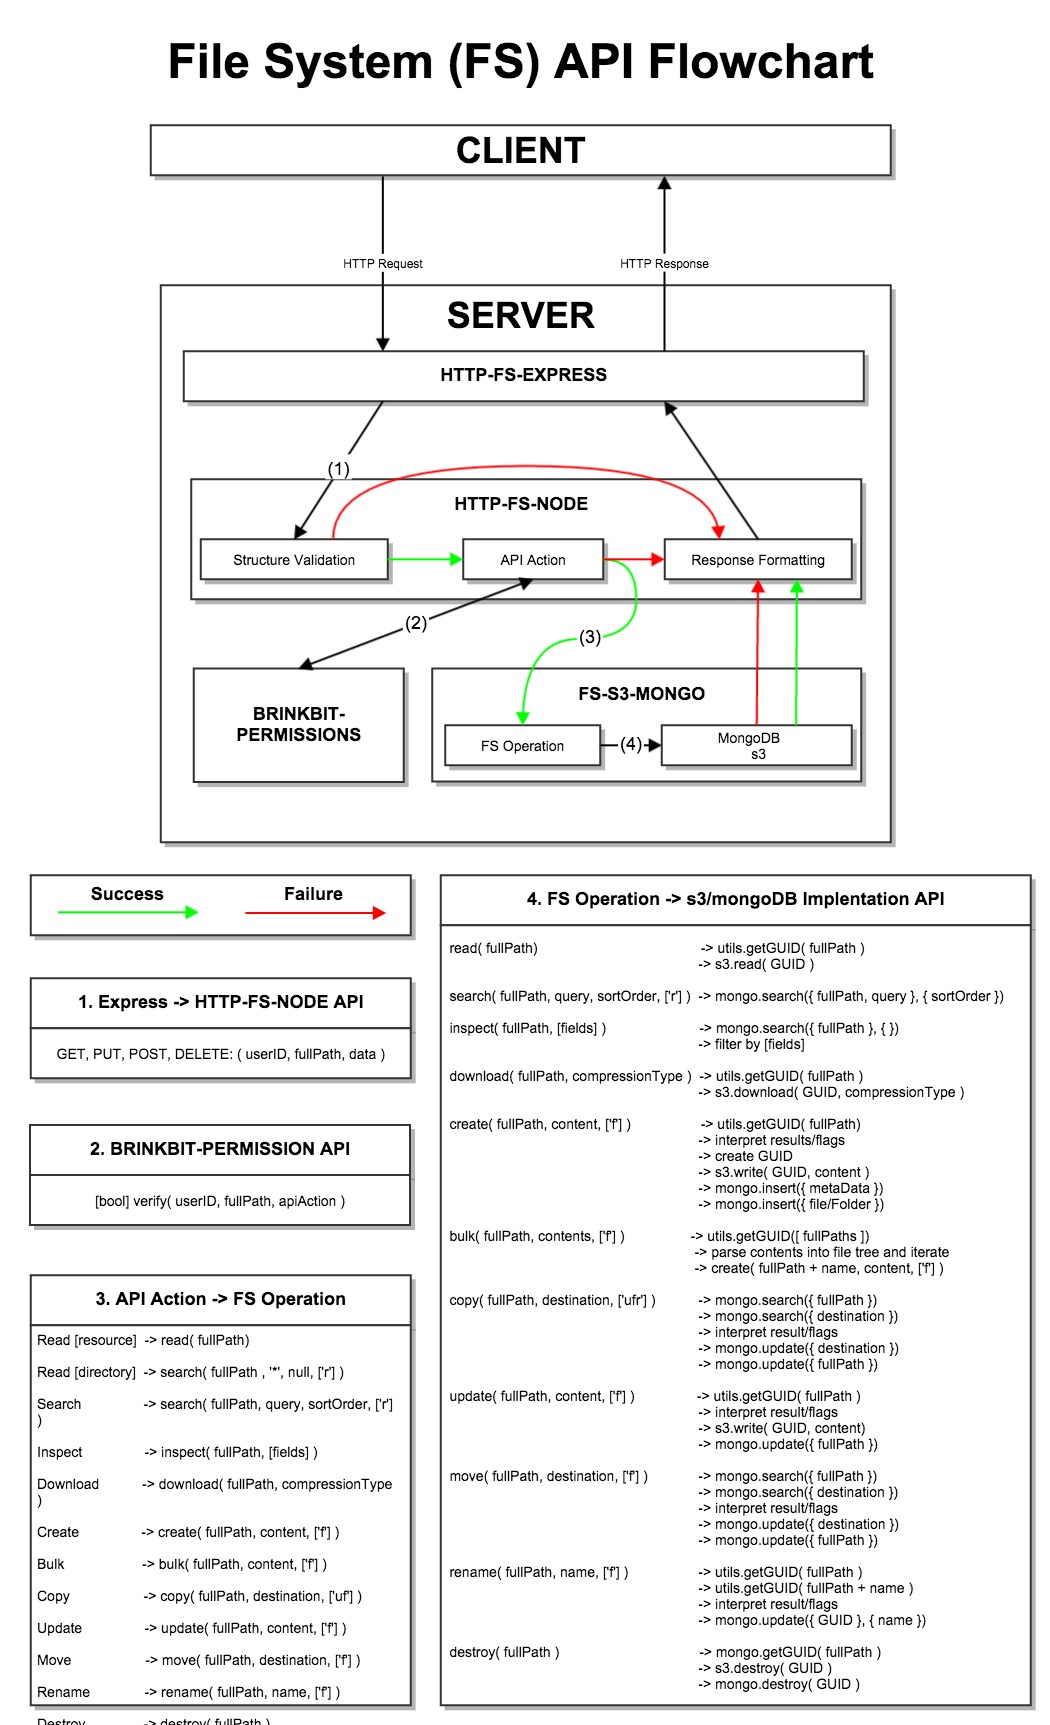 File System (FS) API Flowchart
CLIENT
HTTP Request
HTTP Response
SERVER
HTTP-FS-EXPRESS
(1)
HTTP-FS-NODE
Structure Validation
API Action
Response Formatting
(2)
(3)
BRINKBIT-
PERMISSIONS
FS-S3-MONGO
FS Operation
(4)
MongoDB
s3
Success
Failure
1. Express -> HTTP-FS-NODE API
GET, PUT, POST, DELETE: ( userID, fullPath, data )
2. BRINKBIT-PERMISSION API
[bool] verify( userID, fullPath, apiAction )
3. API Action -> FS Operation
Read [resource] -> read( fullPath)
Read [directory] -> search( fullPath , '*', null, ['r'] )
Search -> search( fullPath, query, sortOrder, ['r']
)
Inspect -> inspect( fullPath, [fields] )
Download -> download( fullPath, compressionType
)
Create -> create( fullPath, content, ['f'] )
Bulk -> bulk( fullPath, content, ['f'] )
Copy -> copy( fullPath, destination, ['uf'] )
Update -> update( fullPath, content, ['f'] )
Move -> move( fullPath, destination, ['f'] )
Rename -> rename( fullPath, name, ['f'] )
Destroy -> destroy( fullPath )
4. FS Operation -> s3/mongoDB Implentation API
read( fullPath) -> utils.getGUID( fullPath )
-> s3.read( GUID )
search( fullPath, query, sortOrder, ['r'] ) -> mongo.search({ fullPath, query }, { sortOrder })
inspect( fullPath, [fields] ) -> mongo.search({ fullPath }, { })
-> filter by [fields]
download( fullPath, compressionType ) -> utils.getGUID( fullPath )
-> s3.download( GUID, compressionType )
create( fullPath, content, ['f'] ) -> utils.getGUID( fullPath)
-> interpret results/flags
-> create GUID
-> s3.write( GUID, content )
-> mongo.insert({ metaData })
-> mongo.insert({ file/Folder })
bulk( fullPath, contents, ['f'] ) -> utils.getGUID([ fullPaths ])
-> parse contents into file tree and iterate
-> create( fullPath + name, content, ['f'] )
copy( fullPath, destination, ['ufr'] ) -> mongo.search({ fullPath })
-> mongo.search({ destination })
-> interpret result/flags
-> mongo.update({ destination })
-> mongo.update({ fullPath })
update( fullPath, content, ['f'] ) -> utils.getGUID( fullPath )
-> interpret result/flags
-> s3.write( GUID, content)
-> mongo.update({ fullPath })
move( fullPath, destination, ['f'] ) -> mongo.search({ fullPath })
-> mongo.search({ destination })
-> interpret result/flags
-> mongo.update({ destination })
-> mongo.update({ fullPath })
rename( fullPath, name, ['f'] ) -> utils.getGUID( fullPath )
-> utils.getGUID( fullPath + name )
-> interpret result/flags
-> mongo.update({ GUID }, { name })
destroy( fullPath ) -> mongo.getGUID( fullPath )
-> s3.destroy( GUID )
-> mongo.destroy( GUID )